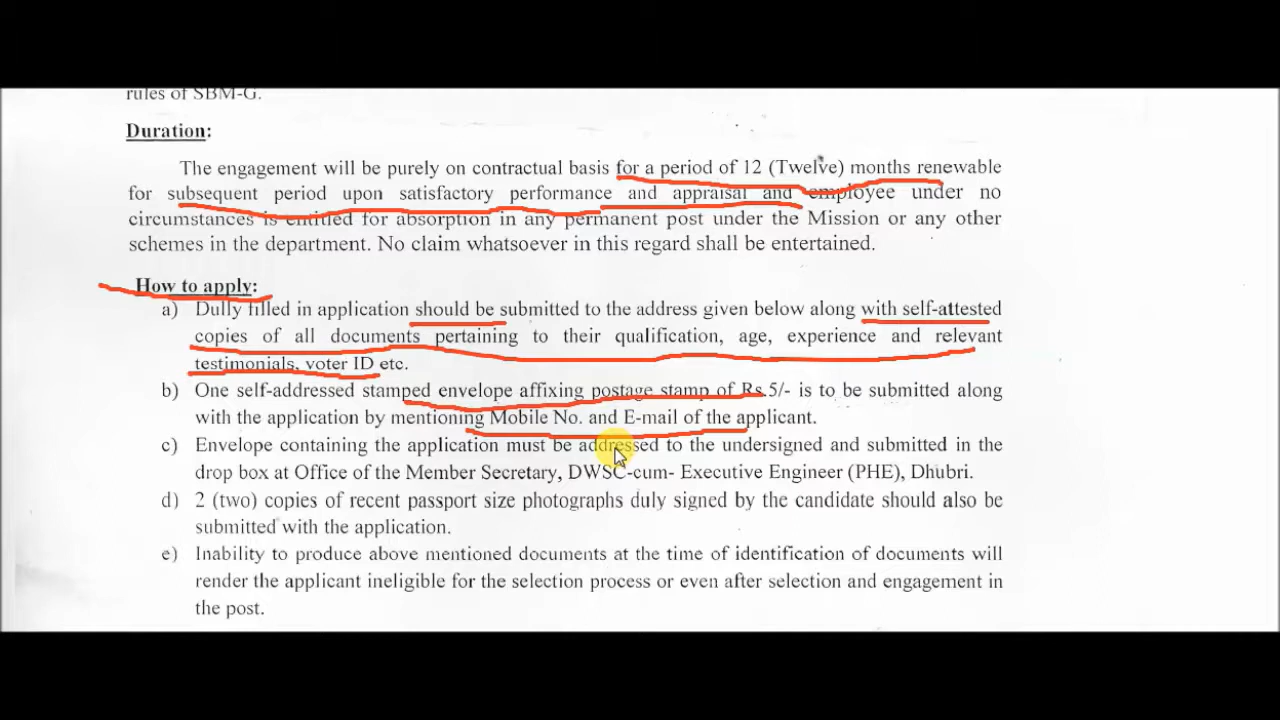 rules of SBM-G.
Duration:
The engagement will be purely on contractual basis for a period of 12 (Twelve) months renewable
for subsequent period upon satisfactory performance and appraisal and employee under no
circumstances is entitled for absorption in any permanent post under the Mission or any other
schemes in the department. No claim whatsoever in this regard shall be entertained.
How to apply:
a) Dully filled in application should be submitted to the address given below along with self-attested
copies of all documents pertaining to their qualification, age, experience and relevant
testimonials, voter ID etc.
b) One self-addressed stamped envelope affixing postage stamp of Rs.5/- is to be submitted along
with the application by mentioning Mobile No. and E-mail of the applicant.
c) Envelope containing the application must be addressed to the undersigned and submitted in the
drop box at Office of the Member Secretary, DWSC-cum- Executive Engineer (PHE), Dhubri.
d) 2 (two) copies of recent passport size photographs duly signed by the candidate should also be
submitted with the application.
e) Inability to produce above mentioned documents at the time of identification of documents will
render the applicant ineligible for the selection process or even after selection and engagement in
the post.